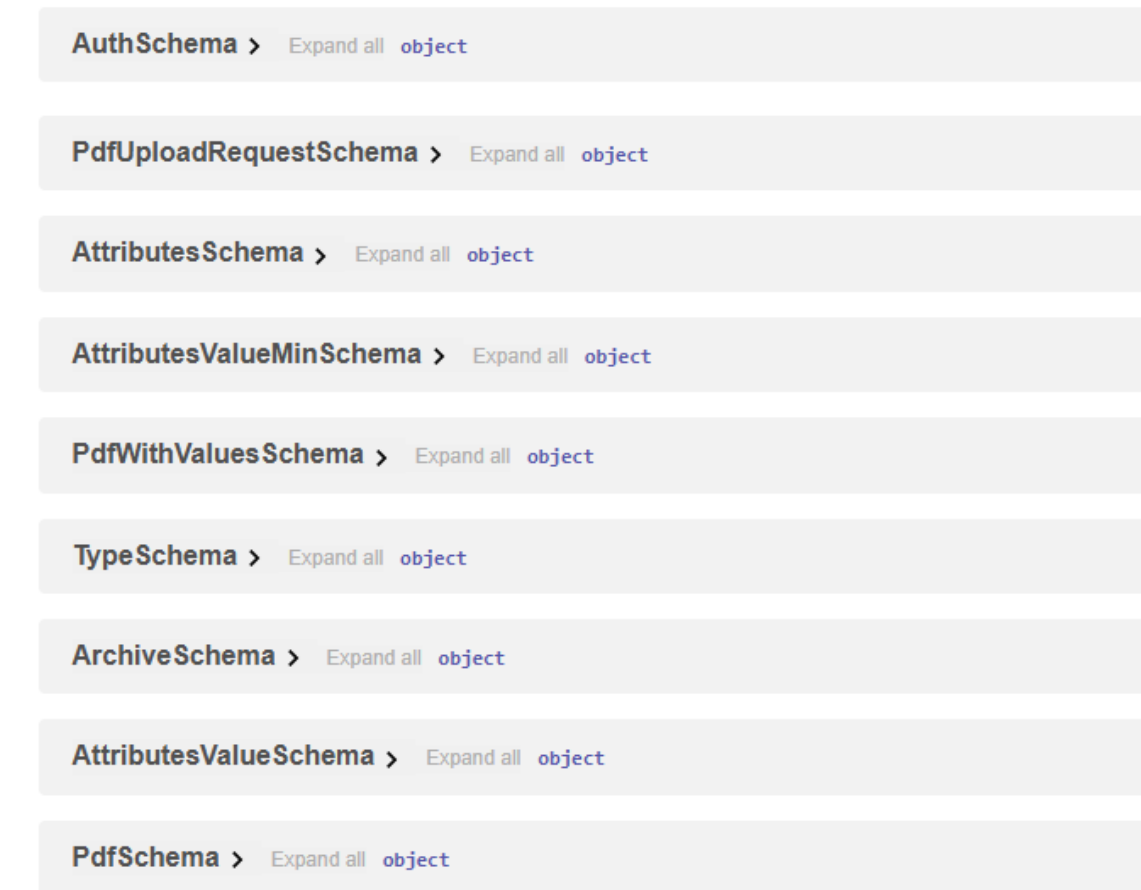 AuthSchema > Expand all object
PdfUploadRequestSchema > Expand all object
AttributesSchema > Expand all object
AttributesValueMinSchema > Expand all object
PdfWithValuesSchema > Expand all object
TypeSchema > Expand all object
ArchiveSchema > Expand all object
AttributesValueSchema > Expand all object
PdfSchema > Expand all object